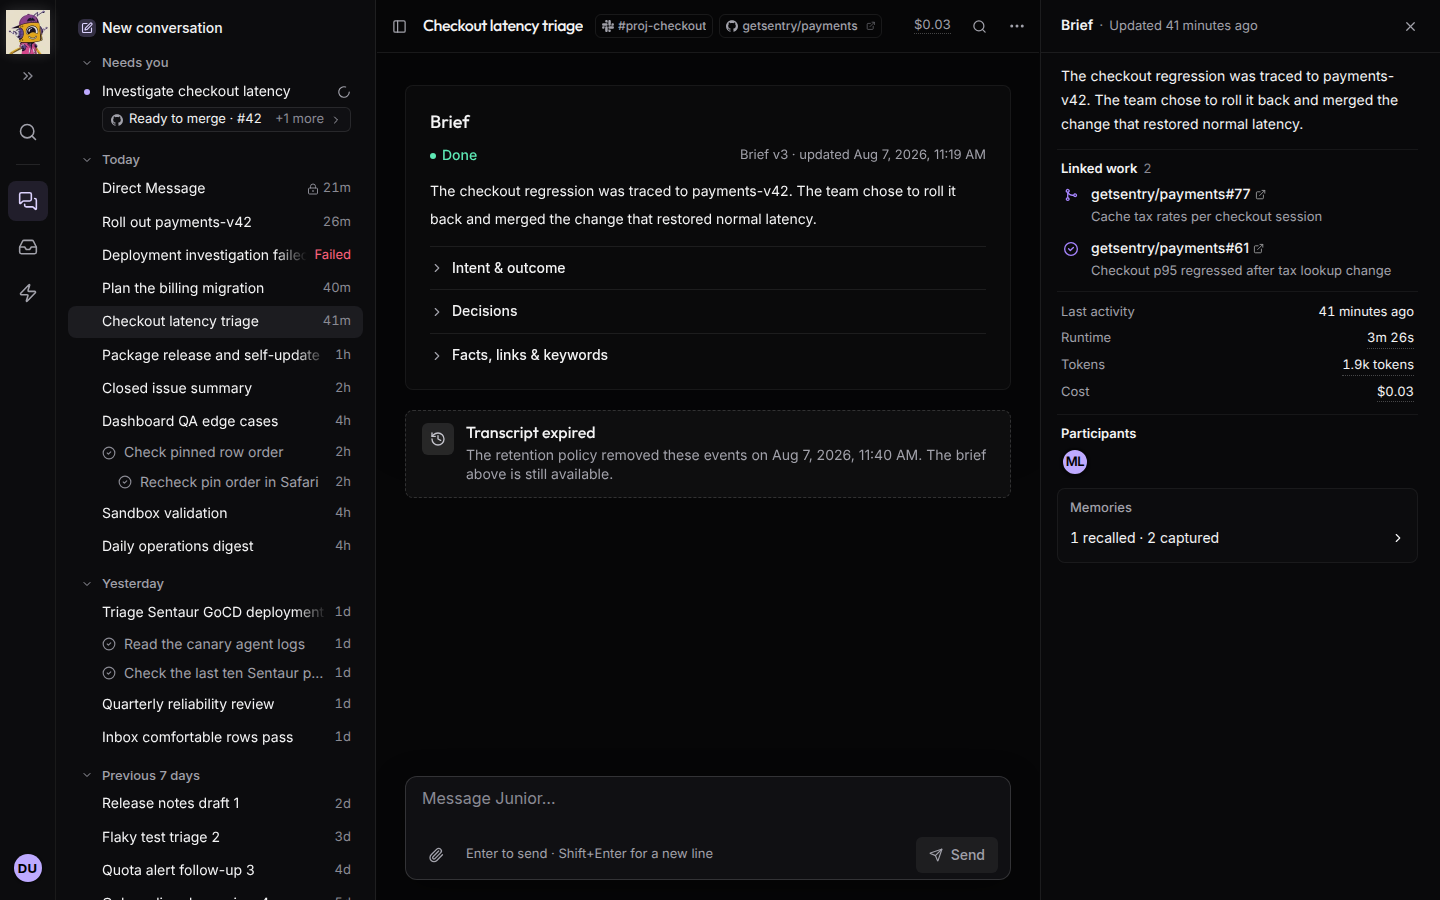 New conversation
Needs you
Investigate checkout latency
Ready to merge · #42 +1 more
Today
Direct Message 21m
Roll out payments-v42 26m
Deployment investigation failed Failed
Plan the billing migration 40m
Checkout latency triage 41m
Package release and self-update 1h
Closed issue summary 2h
Dashboard QA edge cases 4h
Check pinned row order 2h
Recheck pin order in Safari 2h
Sandbox validation 4h
Daily operations digest 4h
Yesterday
Triage Sentaur GoCD deployment 1d
Read the canary agent logs 1d
Check the last ten Sentaur p... 1d
Quarterly reliability review 1d
Inbox comfortable rows pass 1d
Previous 7 days
Release notes draft 1 2d
Flaky test triage 2 3d
Quota alert follow-up 3 4d
DU
Checkout latency triage #proj-checkout getsentry/payments $0.03
Brief
Done Brief v3 · updated Aug 7, 2026, 11:19 AM
The checkout regression was traced to payments-v42. The team chose to roll it
back and merged the change that restored normal latency.
Intent & outcome
Decisions
Facts, links & keywords
Transcript expired
The retention policy removed these events on Aug 7, 2026, 11:40 AM. The brief
above is still available.
Message Junior...
Enter to send · Shift+Enter for a new line Send
Brief · Updated 41 minutes ago
The checkout regression was traced to payments-
v42. The team chose to roll it back and merged the
change that restored normal latency.
Linked work 2
getsentry/payments#77
Cache tax rates per checkout session
getsentry/payments#61
Checkout p95 regressed after tax lookup change
Last activity 41 minutes ago
Runtime 3m 26s
Tokens 1.9k tokens
Cost $0.03
Participants
ML
Memories
1 recalled · 2 captured